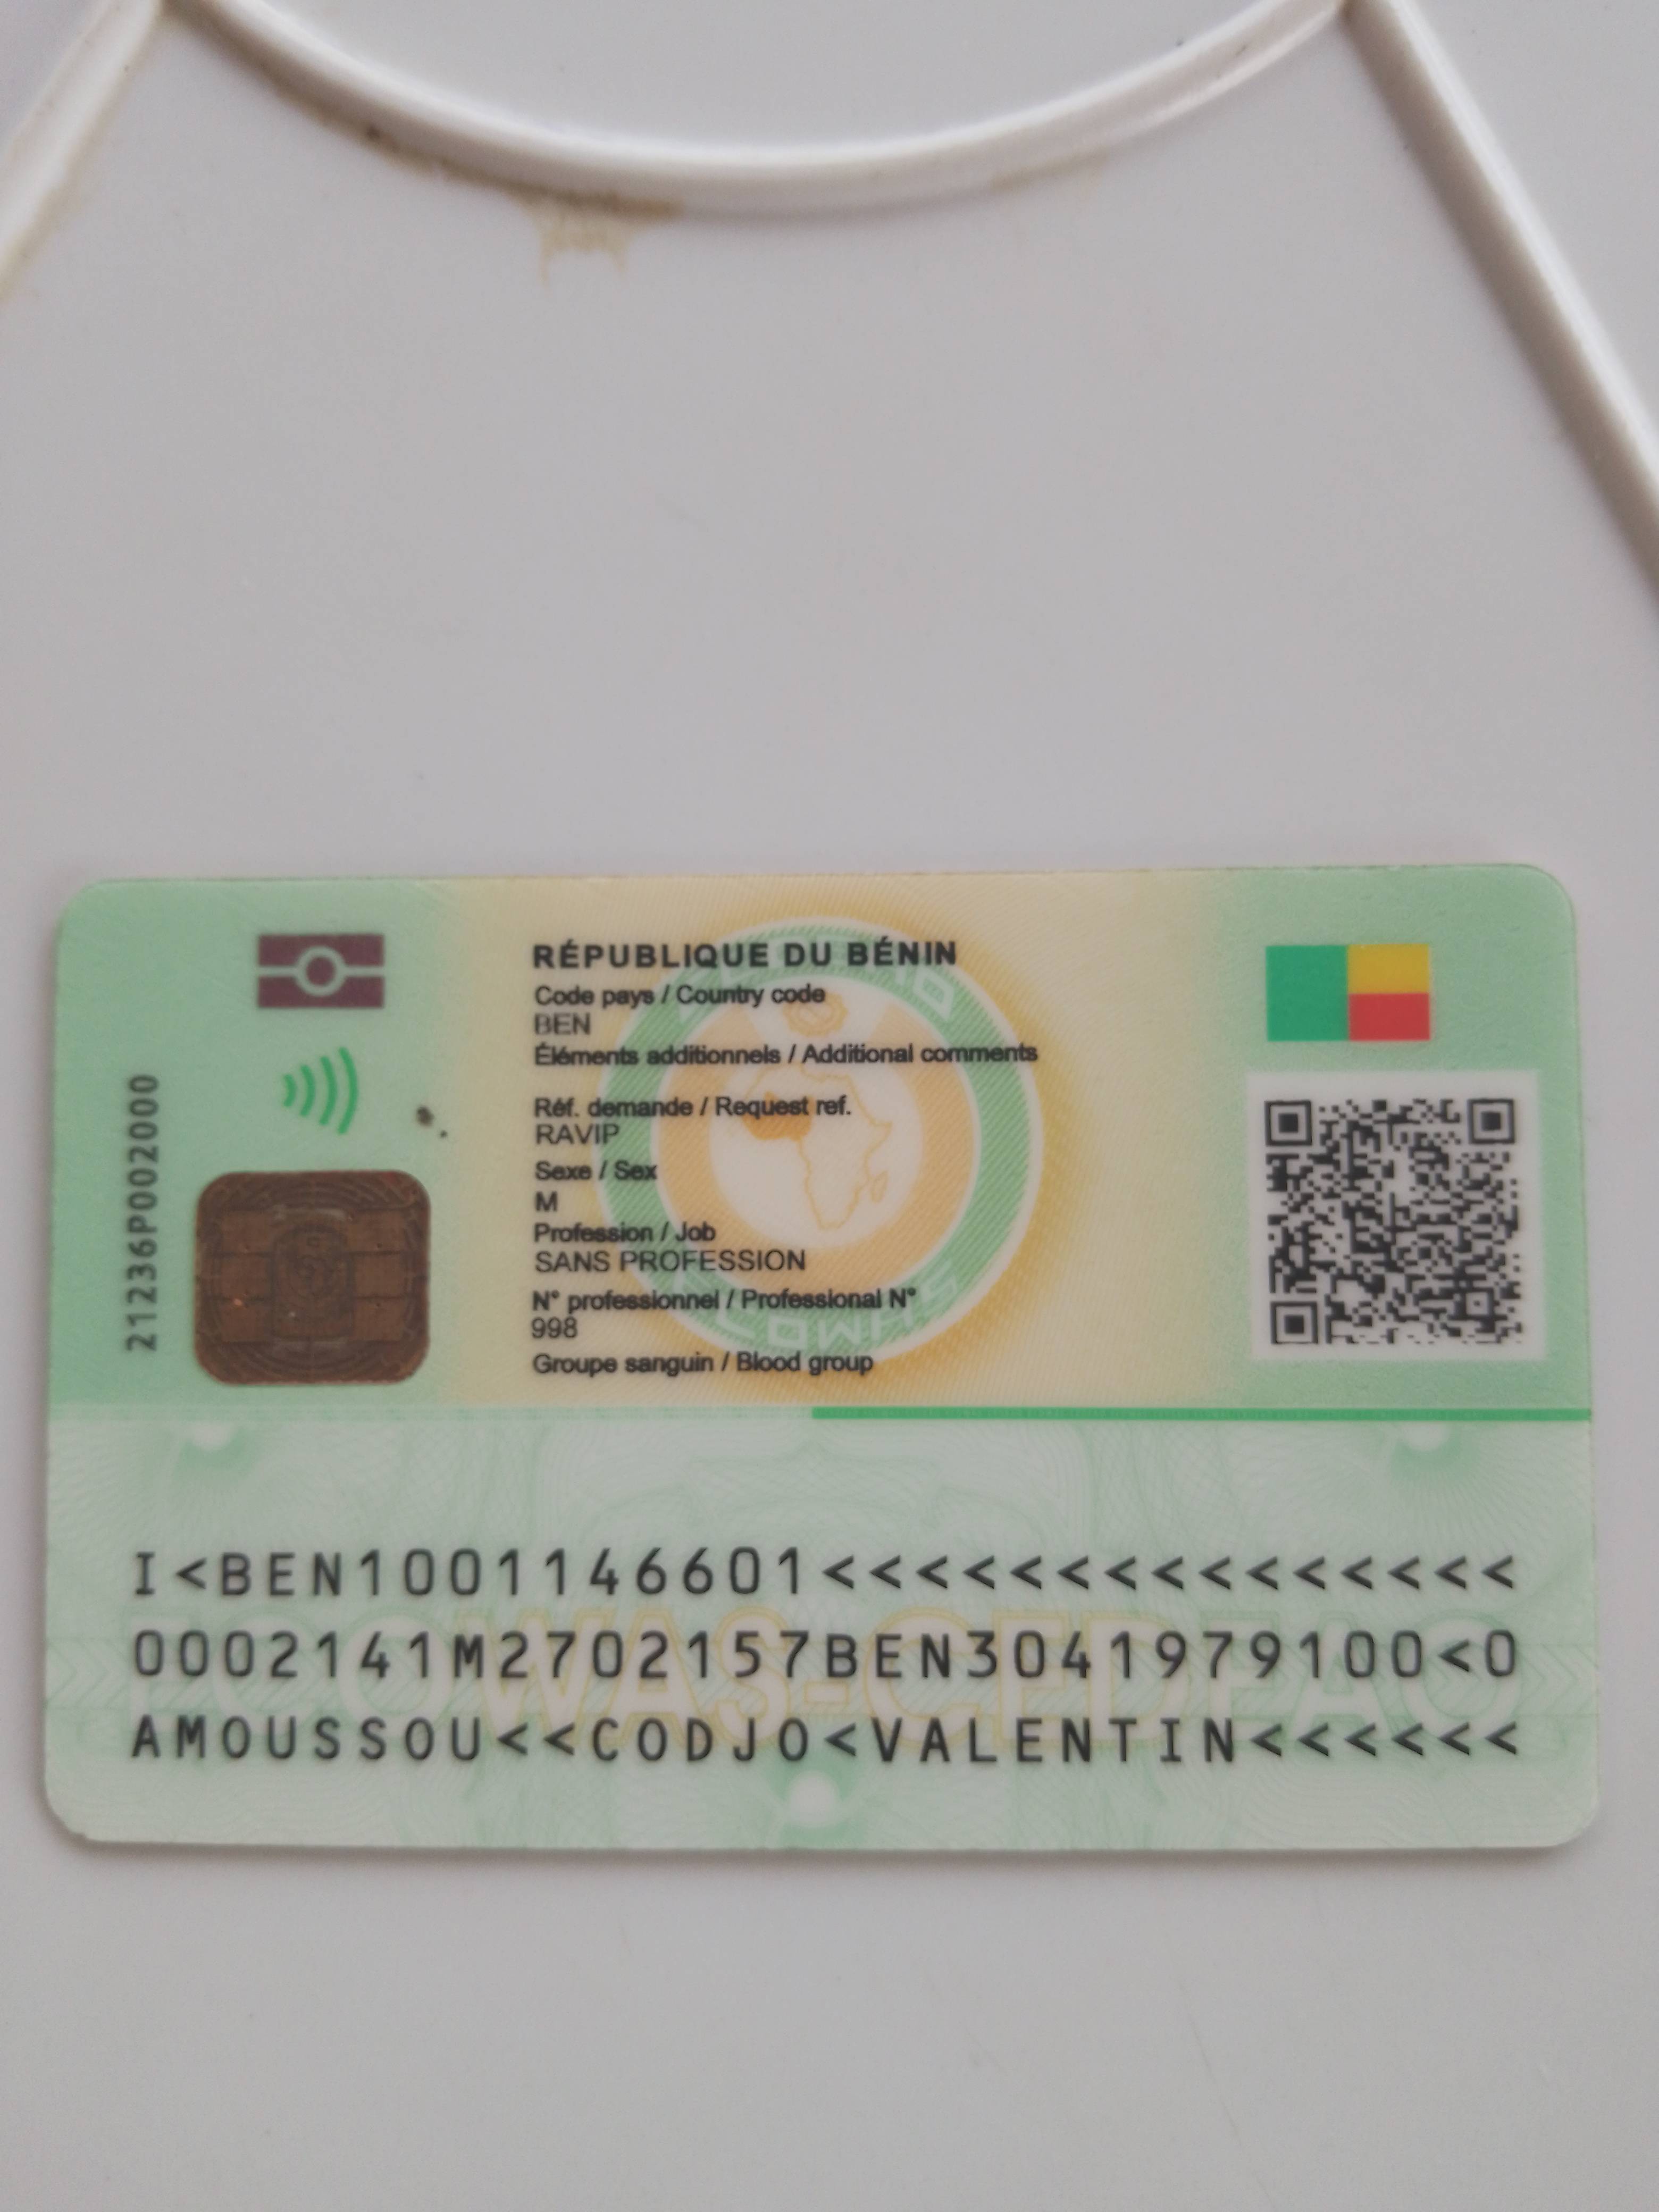 RÉPUBLIQUE DU BÉNIN
Code pays / Country code
BEN
Éléments additionnels / Additional comments
Réf. demande / Request ref.
RAVIP
Sexe / Sex
M
Profession / Job
SANS PROFESSION
N° professionnel / Professional N°
998
Groupe sanguin / Blood group
21236P0022000
ECOWAS-CEDEAO
I<BEN1001146601<<<<<<<<<<<<<<<
0002141M2702157BEN3041979100<0
AMOUSSOU<<CODJO<VALENTIN<<<<<<